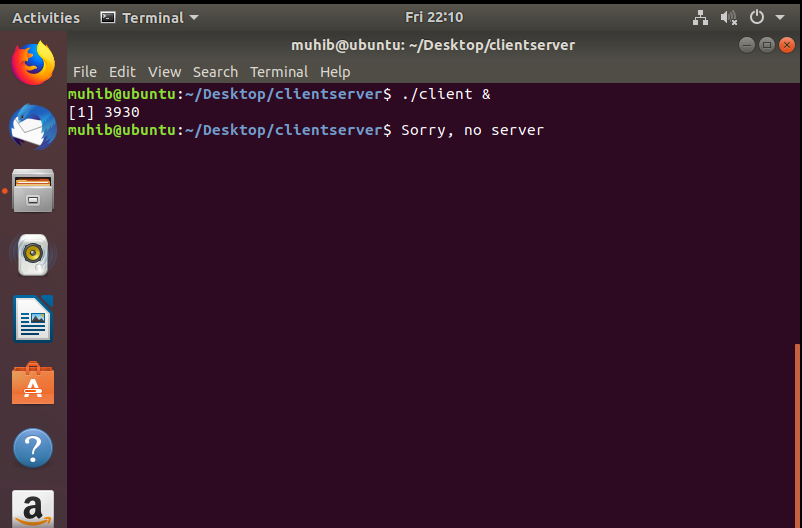 Activities Terminal Fri 22:10
muhib@ubuntu: ~/Desktop/clientserver
File Edit View Search Terminal Help
muhib@ubuntu:~/Desktop/clientserver$ ./client &
[1] 3930
muhib@ubuntu:~/Desktop/clientserver$ Sorry, no server